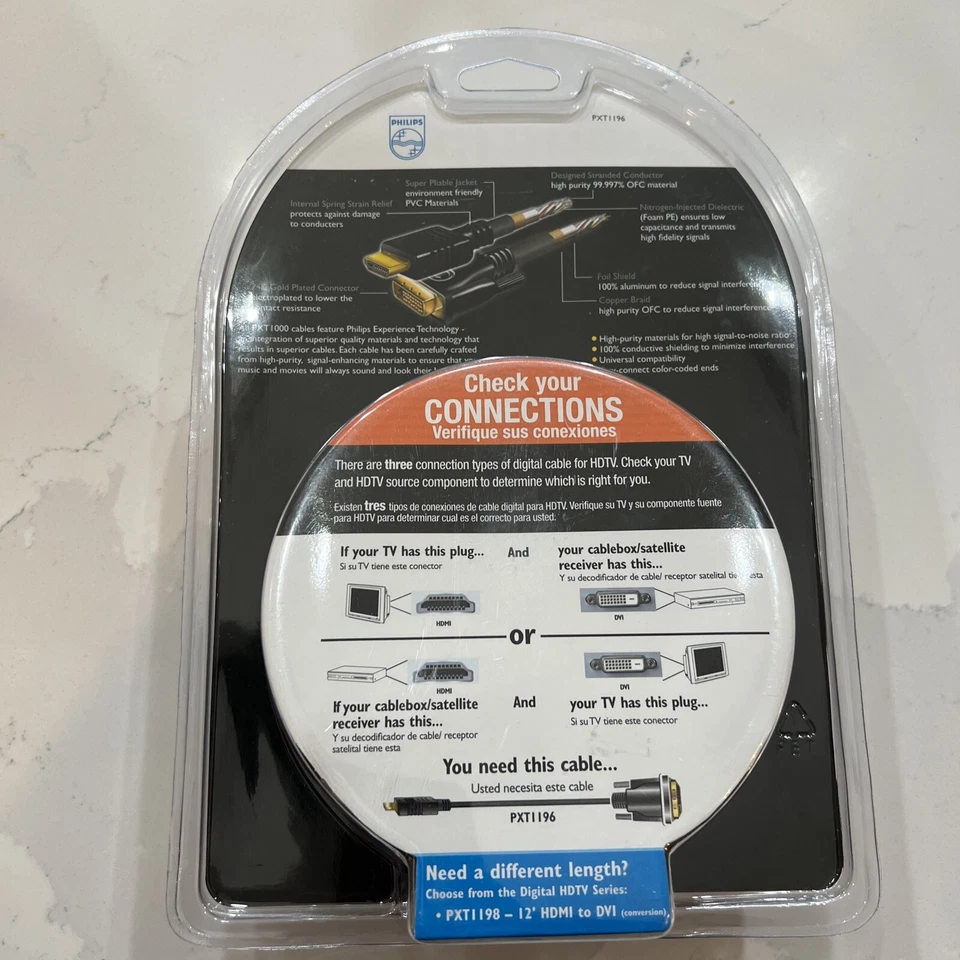 PHILIPS
PXT1196
Super Pliable Jacket
environment friendly
PVC Materials
Designed Stranded Conductor
high purity 99.997% OFC material
Internal Spring Strain Relief
protects against damage
to conductors
Nitrogen-Injected Dielectric
(Foam PE) ensures low
capacitance and transmits
high fidelity signals
Gold Plated Connector
electroplated to lower the
contact resistance
Foil Shield
100% aluminum to reduce signal interference
Copper Braid
high purity OFC to reduce signal interference
All PXT1000 cables feature Philips Experience Technology -
integration of superior quality materials and technology that
results in superior cables. Each cable has been carefully crafted
from high-purity, signal-enhancing materials to ensure that your
music and movies will always sound and look their
High-purity materials for high signal-to-noise ratio
100% conductive shielding to minimize interference
Universal compatibility
-connect color-coded ends
Check your
CONNECTIONS
Verifique sus conexiones
There are three connection types of digital cable for HDTV. Check your TV
and HDTV source component to determine which is right for you.
Existen tres tipos de conexiones de cable digital para HDTV. Verifique su TV y su componente fuente
para HDTV para determinar cual es el correcto para usted:
If your TV has this plug...
Si su TV tiene este conector
And
your cablebox/satellite
receiver has this...
Y su decodificador de cable/ receptor satelital tiene esta
HDMI
DVI
or
HDMI
DVI
If your cablebox/satellite
receiver has this...
Y su decodificador de cable/ receptor
satelital tiene esta
And
your TV has this plug...
Si su TV tiene este conector
You need this cable...
Usted necesita este cable
PXT1196
PET
Need a different length?
Choose from the Digital HDTV Series:
• PXT1198 – 12' HDMI to DVI (conversion)